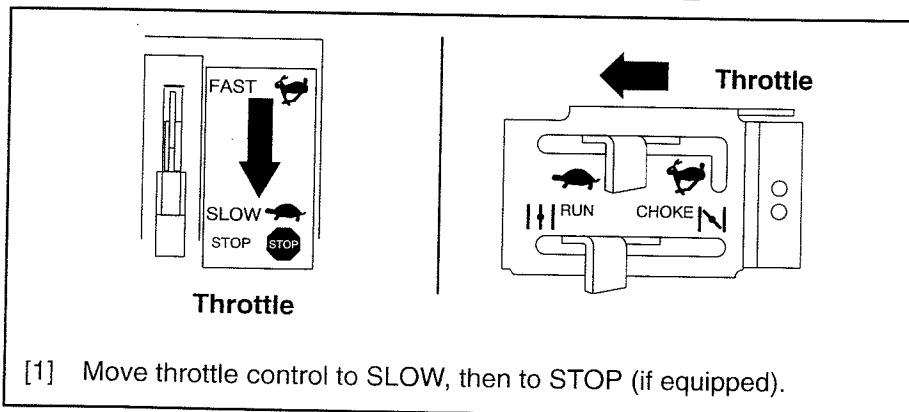 FAST
SLOW
STOP STOP
Throttle
Throttle
RUN CHOKE
[1] Move throttle control to SLOW, then to STOP (if equipped).